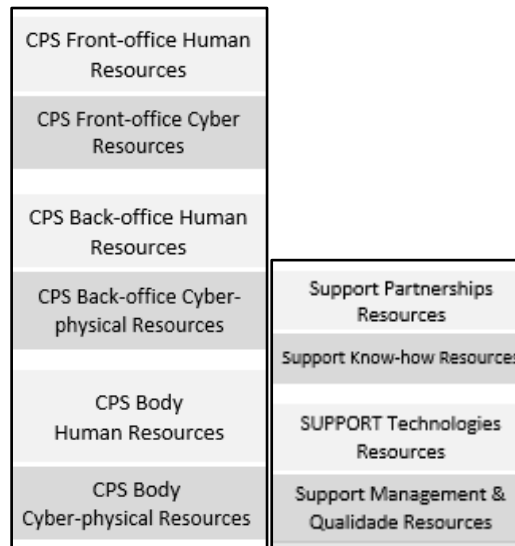 CPS Front-office Human
Resources
CPS Front-office Cyber
Resources
CPS Back-office Human
Resources
CPS Back-office Cyber-
physical Resources
CPS Body
Human Resources
CPS Body
Cyber-physical Resources
Support Partnerships
Resources
Support Know-how Resources
SUPPORT Technologies
Resources
Support Management &
Qualidade Resources